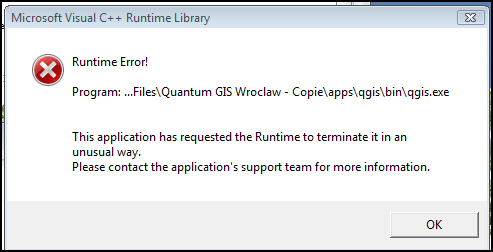 Microsoft Visual C++ Runtime Library
Runtime Error!
Program: ...Files\Quantum GIS Wroclaw - Copie\apps\qgis\bin\qgis.exe
This application has requested the Runtime to terminate it in an
unusual way.
Please contact the application's support team for more information.
OK